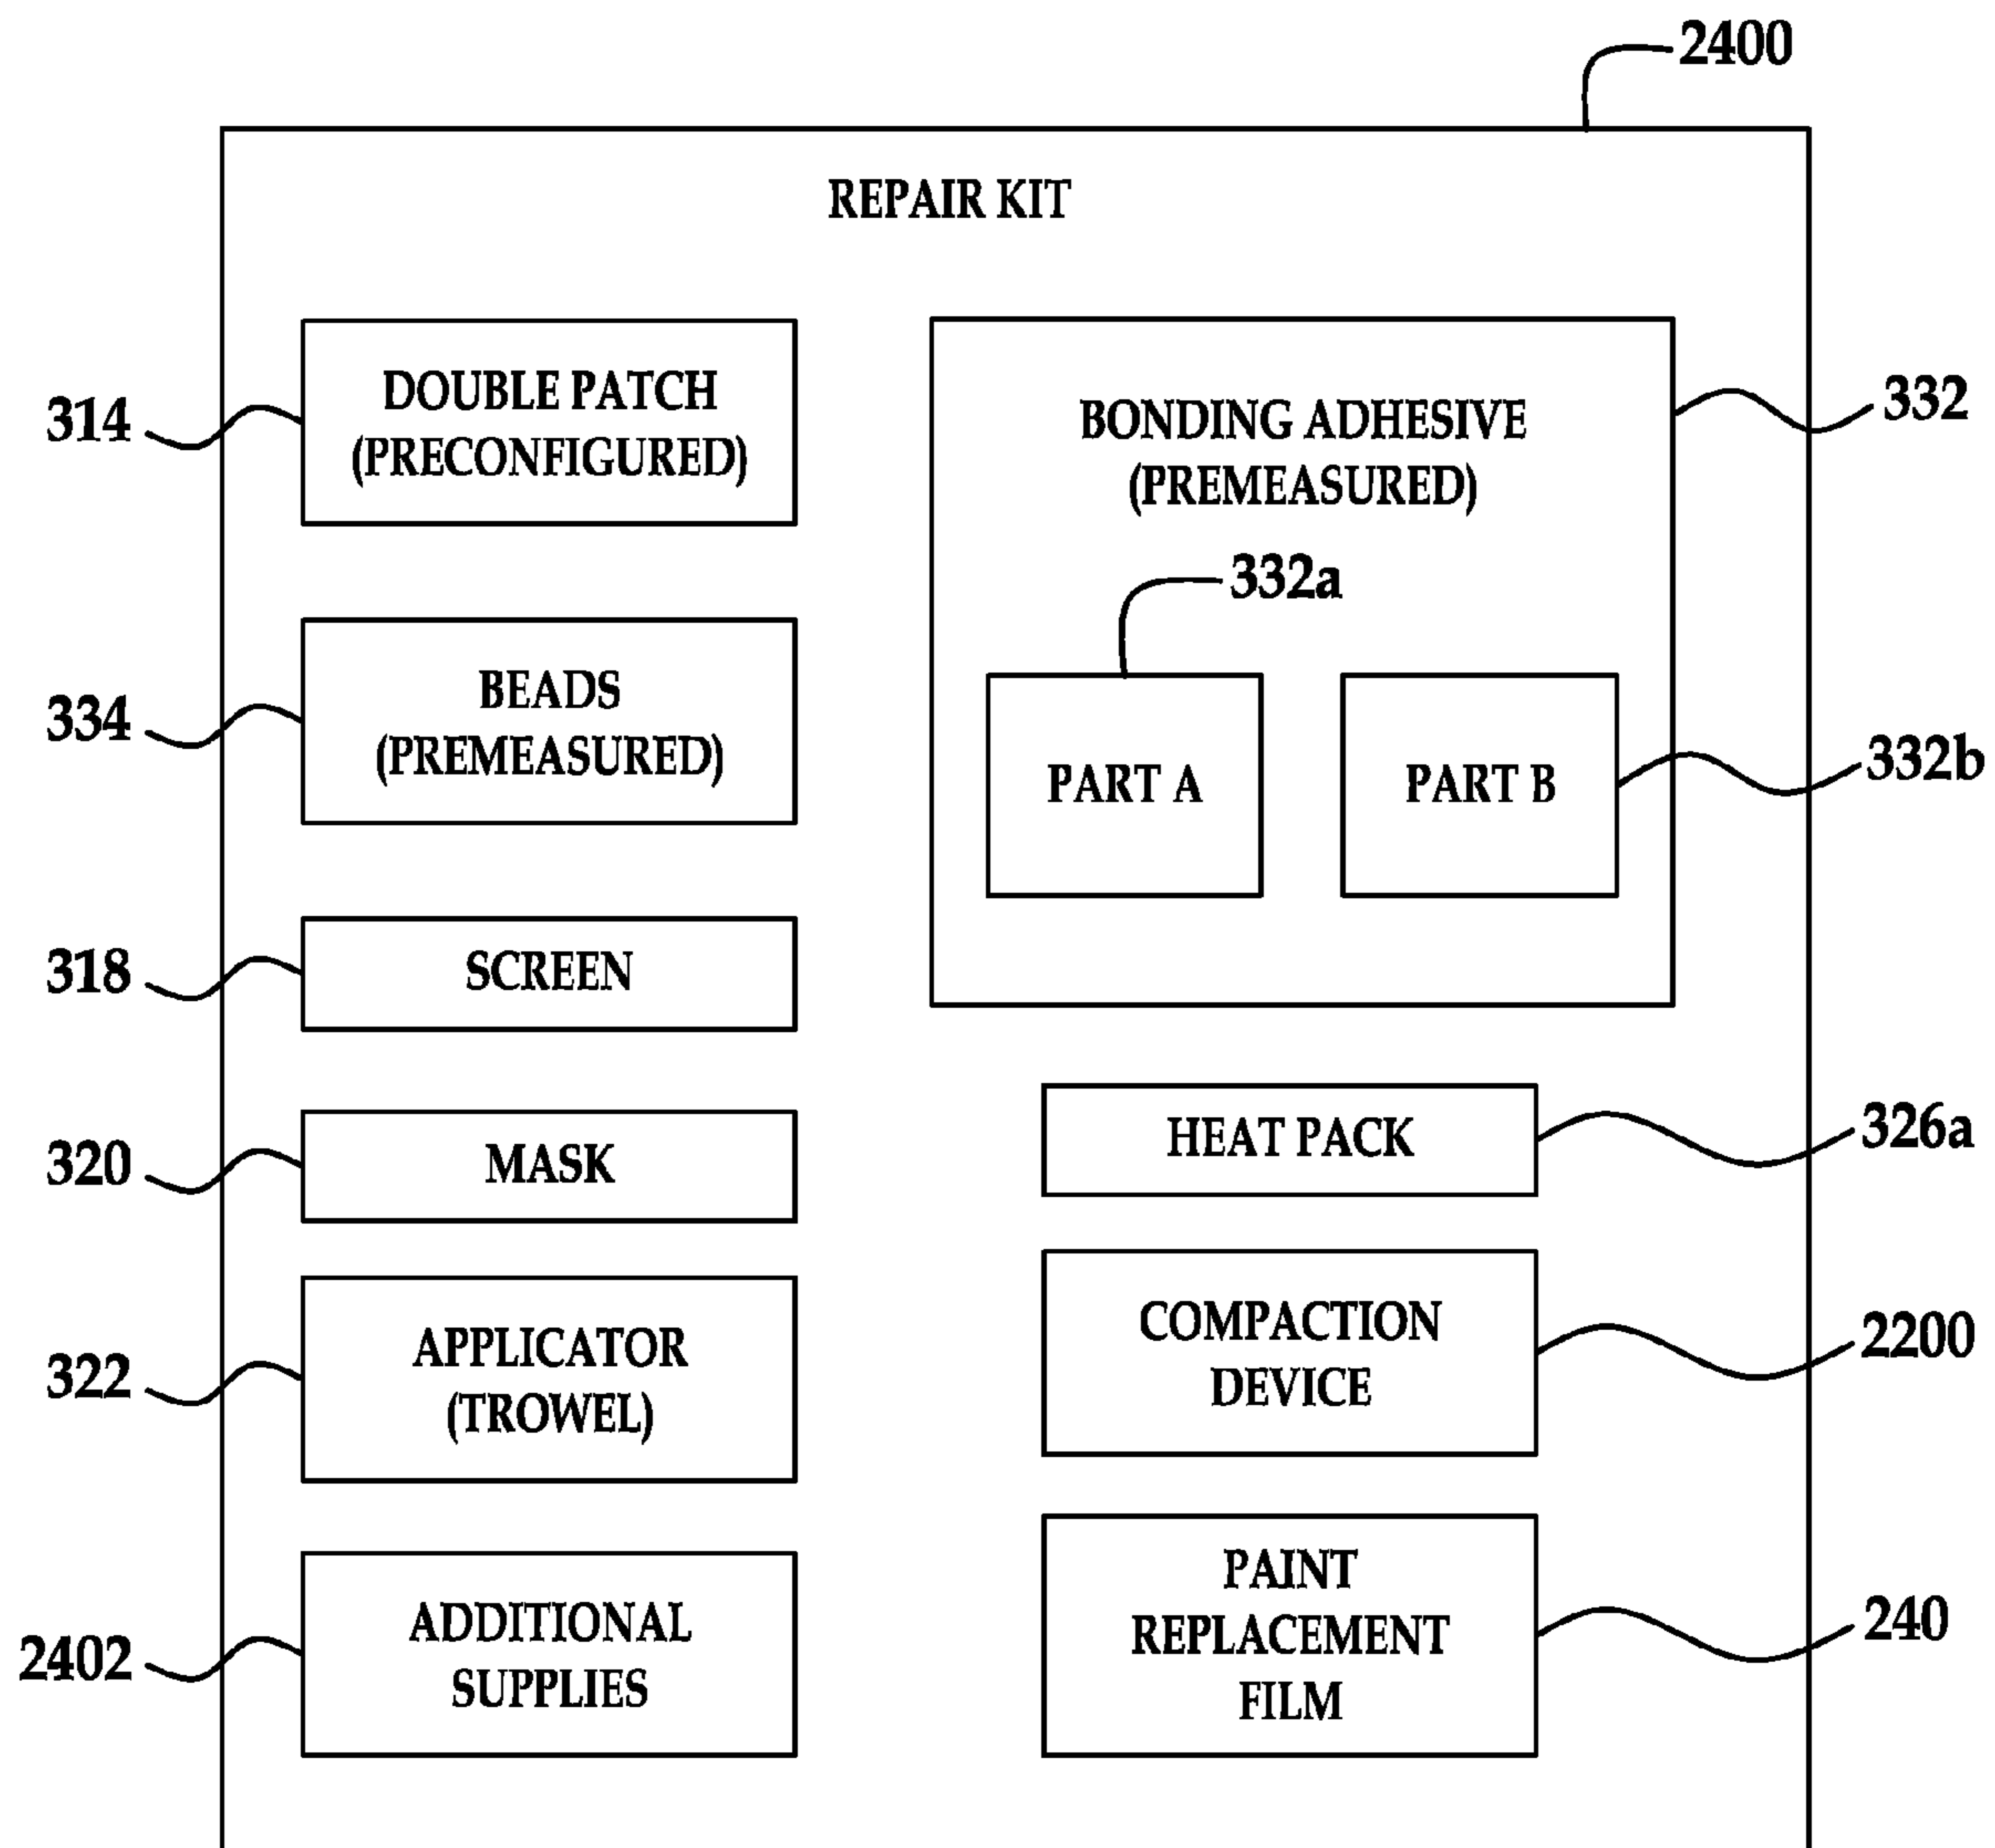 2400
REPAIR KIT
314
DOUBLE PATCH
(PRECONFIGURED)
334
BEADS
(PREMEASURED)
318
SCREEN
320
MASK
322
APPLICATOR
(TROWEL)
2402
ADDITIONAL
SUPPLIES
BONDING ADHESIVE
(PREMEASURED)
332
332a
PART A
PART B
332b
HEAT PACK
326a
COMPACTION
DEVICE
2200
PAINT
REPLACEMENT
FILM
240